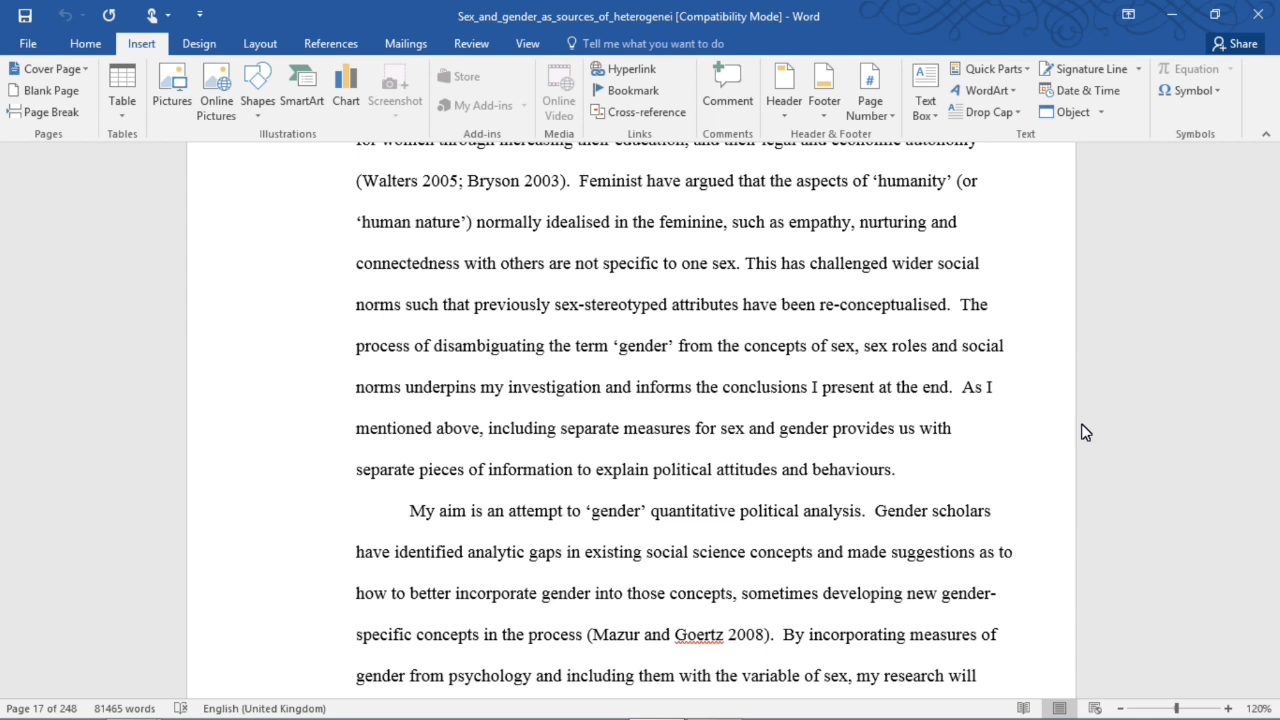 Sex_and_gender_as_sources_of_heterogenei [Compatibility Mode] - Word
File Home Insert Design Layout References Mailings Review View Tell me what you want to do Share
Cover Page
Blank Page
Page Break
Pages
Table
Tables
Pictures
Online Pictures
Shapes
SmartArt
Chart
Screenshot
Illustrations
Store
My Add-ins
Add-ins
Online Video
Media
Hyperlink
Bookmark
Cross-reference
Links
Comment
Comments
Header
Footer
Page Number
Header & Footer
Text Box
Quick Parts
WordArt
Drop Cap
Signature Line
Date & Time
Object
Text
Equation
Symbol
Symbols
for women through increasing their education, and their legal and economic autonomy
(Walters 2005; Bryson 2003).  Feminist have argued that the aspects of ‘humanity’ (or
‘human nature’) normally idealised in the feminine, such as empathy, nurturing and
connectedness with others are not specific to one sex. This has challenged wider social
norms such that previously sex-stereotyped attributes have been re-conceptualised.  The
process of disambiguating the term ‘gender’ from the concepts of sex, sex roles and social
norms underpins my investigation and informs the conclusions I present at the end.  As I
mentioned above, including separate measures for sex and gender provides us with
separate pieces of information to explain political attitudes and behaviours.
My aim is an attempt to ‘gender’ quantitative political analysis.  Gender scholars
have identified analytic gaps in existing social science concepts and made suggestions as to
how to better incorporate gender into those concepts, sometimes developing new gender-
specific concepts in the process (Mazur and Goertz 2008).  By incorporating measures of
gender from psychology and including them with the variable of sex, my research will
Page 17 of 248 81465 words English (United Kingdom) 120%